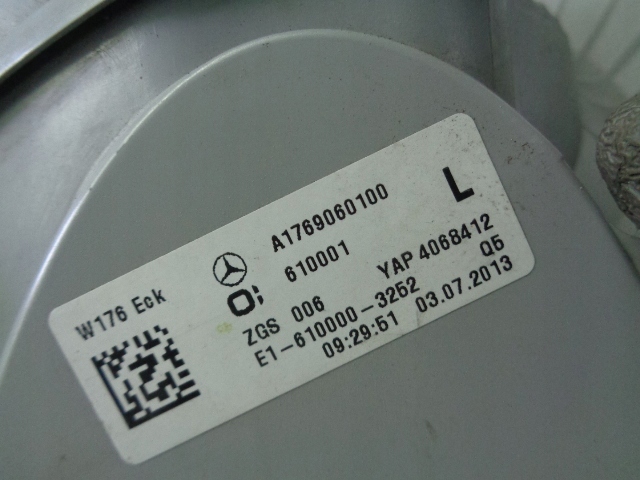 W176 Eck
A1769060100 L
610001
ZGS 006 YAP 4068412
E1-610000-3252 Q5
09:29:51 03.07.2013